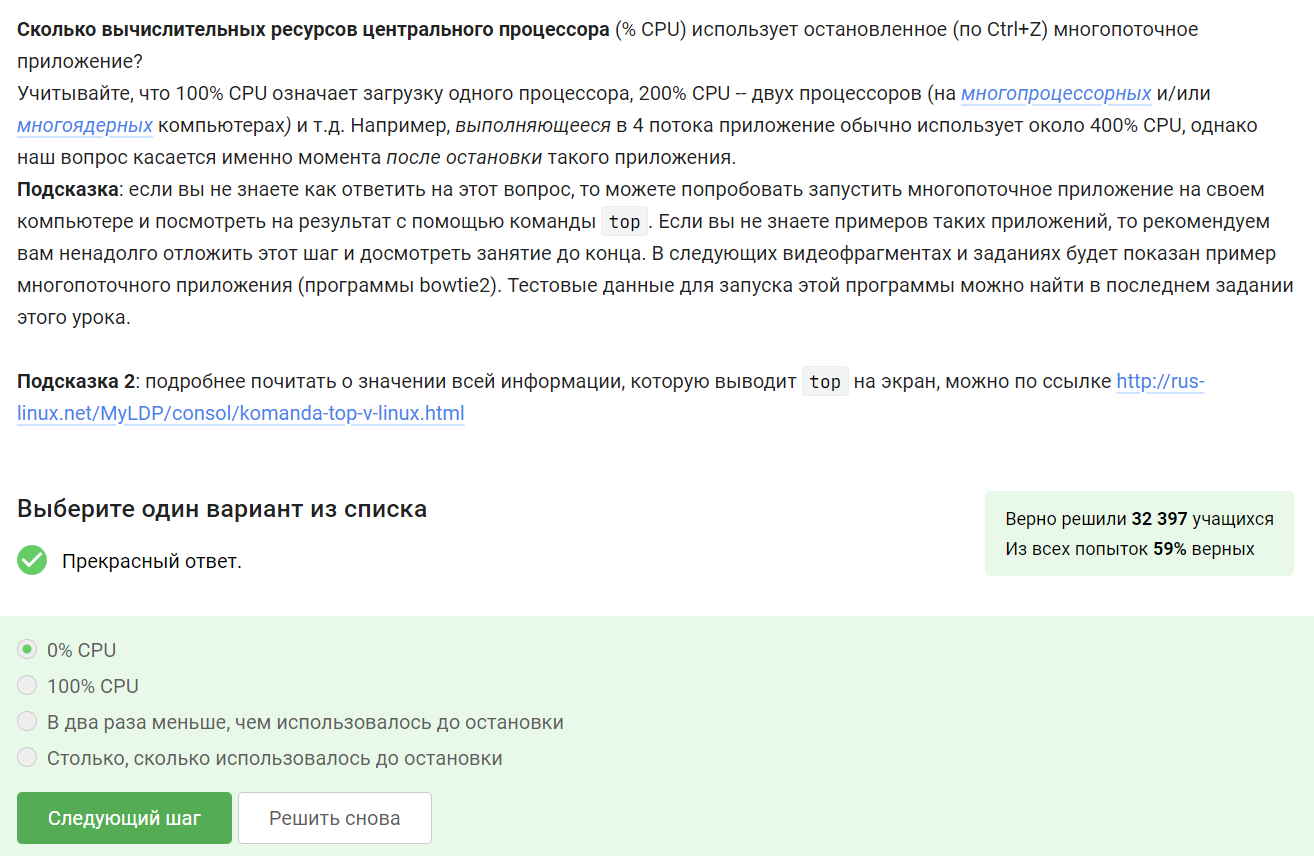 Сколько вычислительных ресурсов центрального процессора (% CPU) использует остановленное (по Ctrl+Z) многопоточное
приложение?
Учитывайте, что 100% CPU означает загрузку одного процессора, 200% CPU -- двух процессоров (на многопроцессорных и/или
многоядерных компьютерах) и т.д. Например, выполняющееся в 4 потока приложение обычно использует около 400% CPU, однако
наш вопрос касается именно момента после остановки такого приложения.
Подсказка: если вы не знаете как ответить на этот вопрос, то можете попробовать запустить многопоточное приложение на своем
компьютере и посмотреть на результат с помощью команды top. Если вы не знаете примеров таких приложений, то рекомендуем
вам ненадолго отложить этот шаг и досмотреть занятие до конца. В следующих видеофрагментах и заданиях будет показан пример
многопоточного приложения (программы bowtie2). Тестовые данные для запуска этой программы можно найти в последнем задании
этого урока.
Подсказка 2: подробнее почитать о значении всей информации, которую выводит top на экран, можно по ссылке http://rus-
linux.net/MyLDP/consol/komanda-top-v-linux.html
Выберите один вариант из списка
Верно решили 32 397 учащихся
Из всех попыток 59% верных
Прекрасный ответ.
0% CPU
100% CPU
В два раза меньше, чем использовалось до остановки
Столько, сколько использовалось до остановки
Следующий шаг
Решить снова